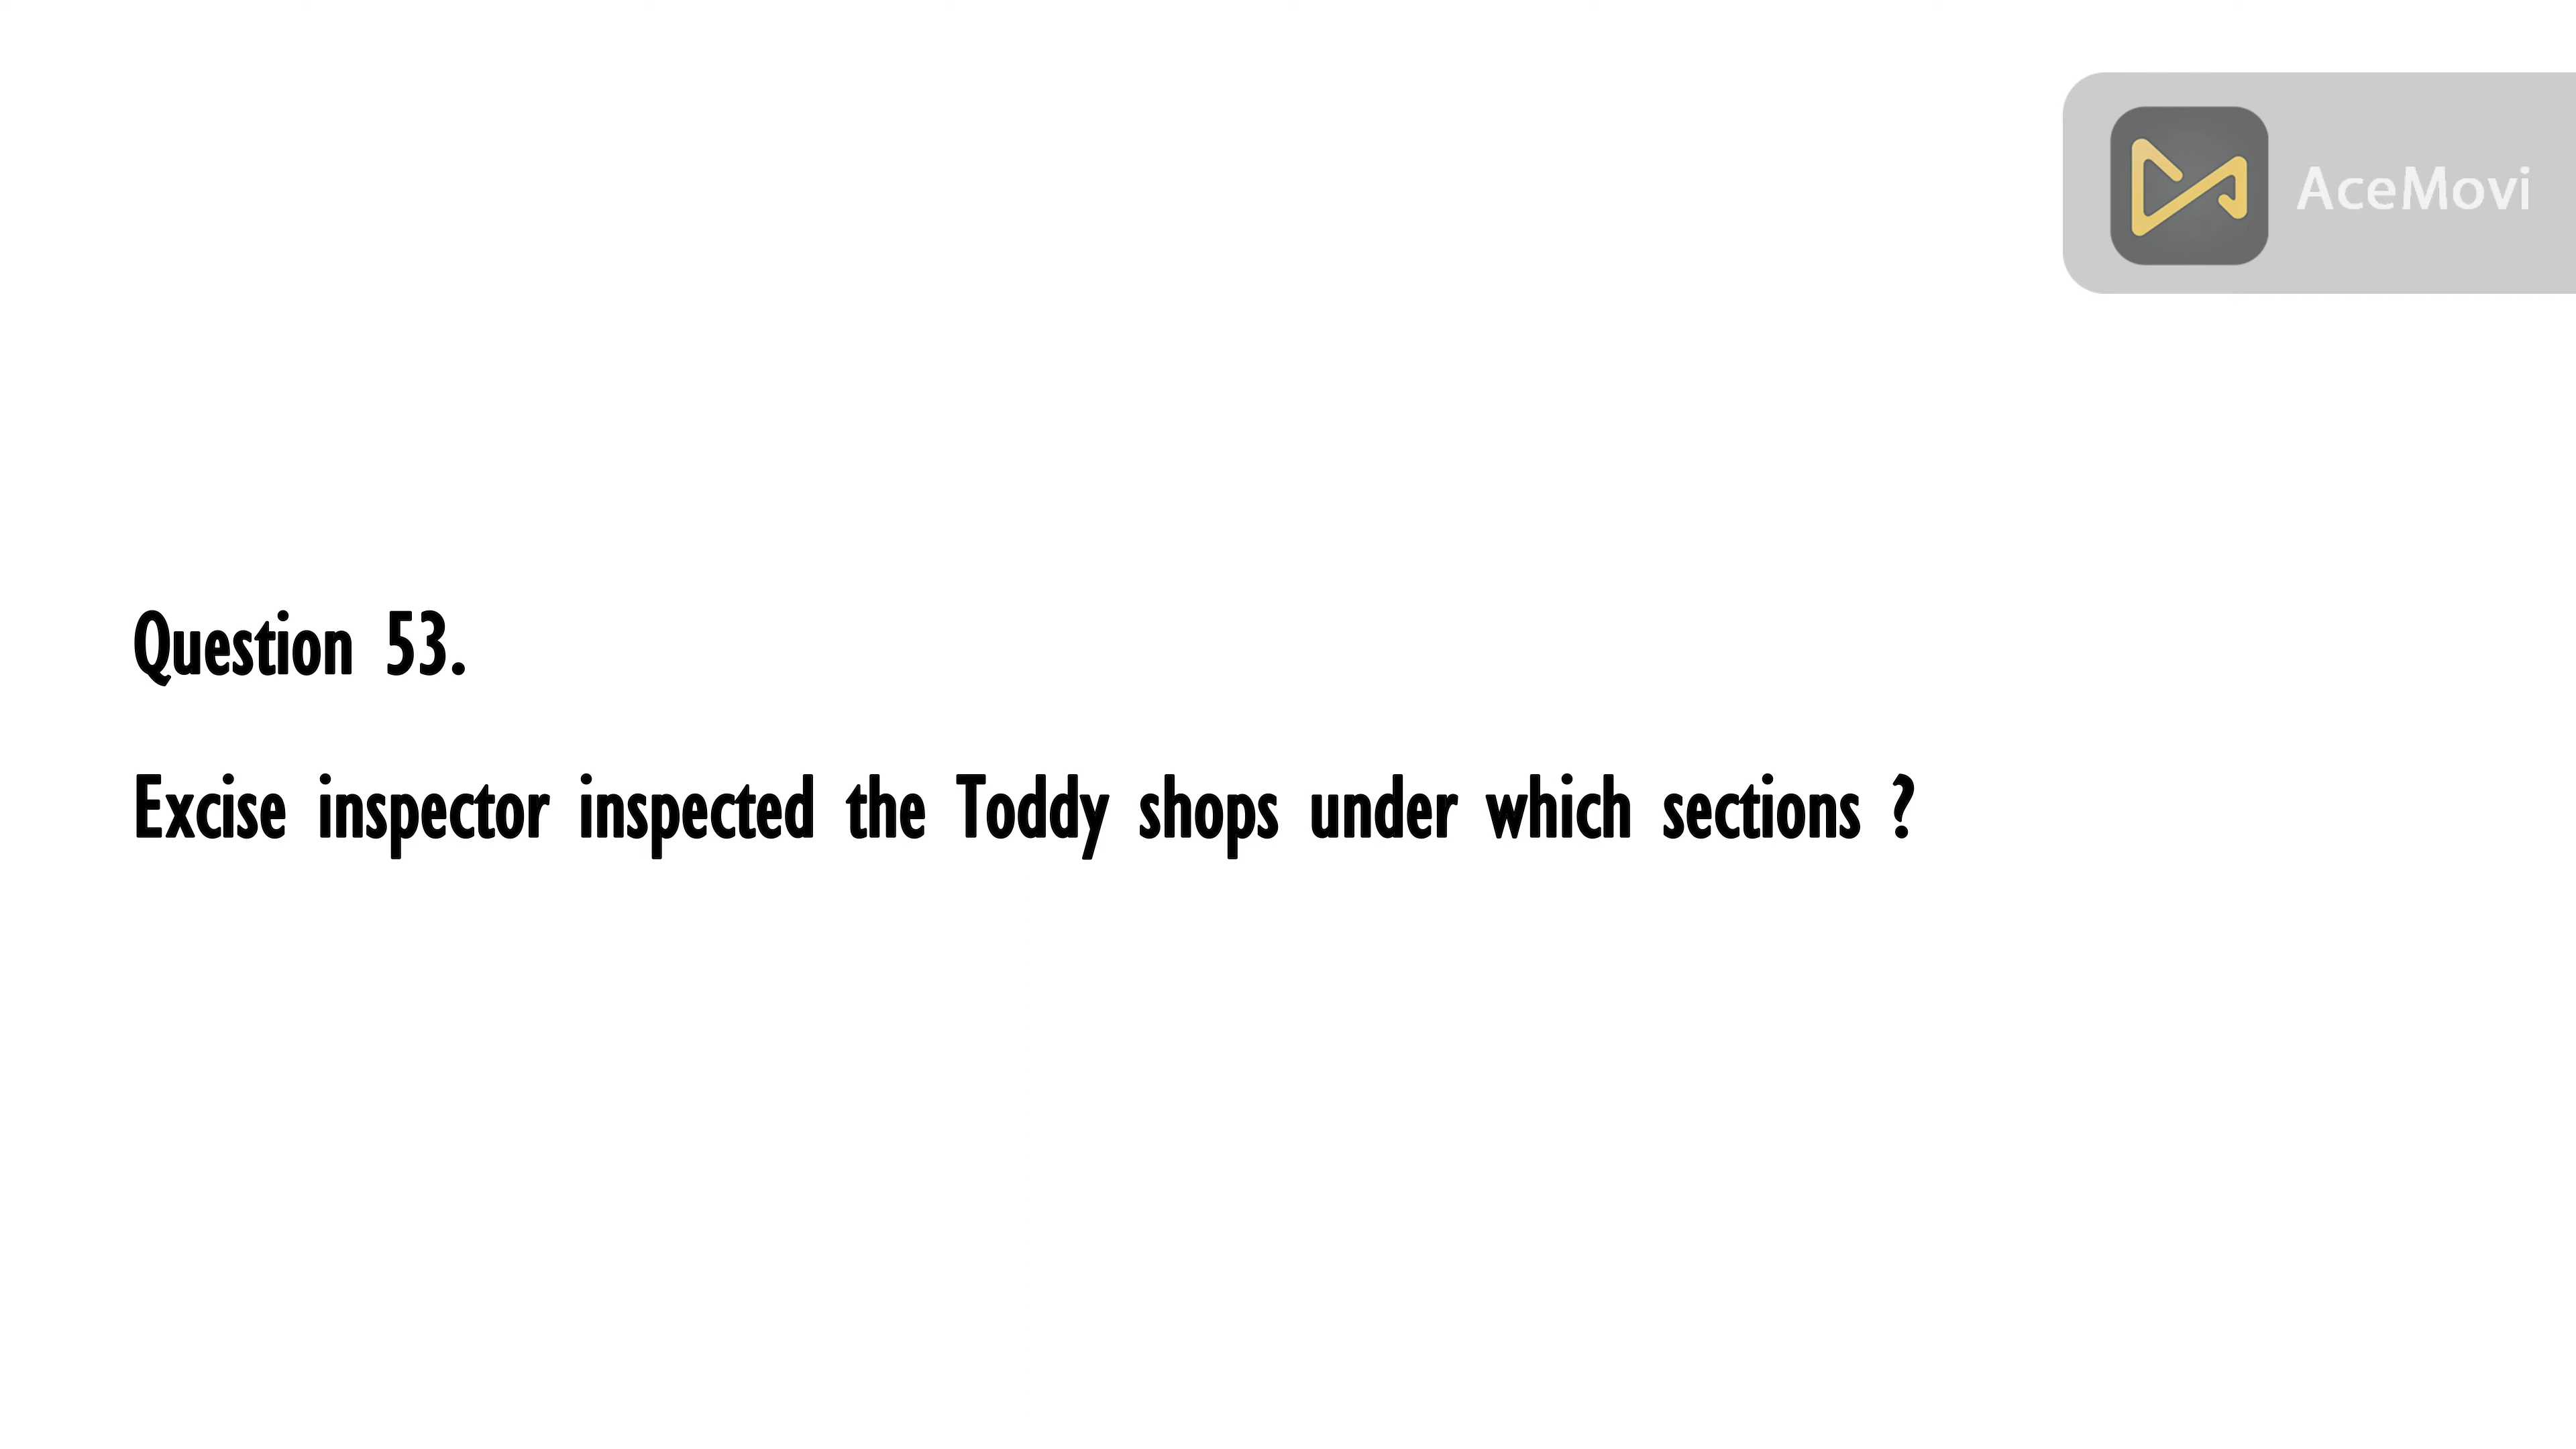 AceMovi
Question 53.
Excise inspector inspected the Toddy shops under which sections ?